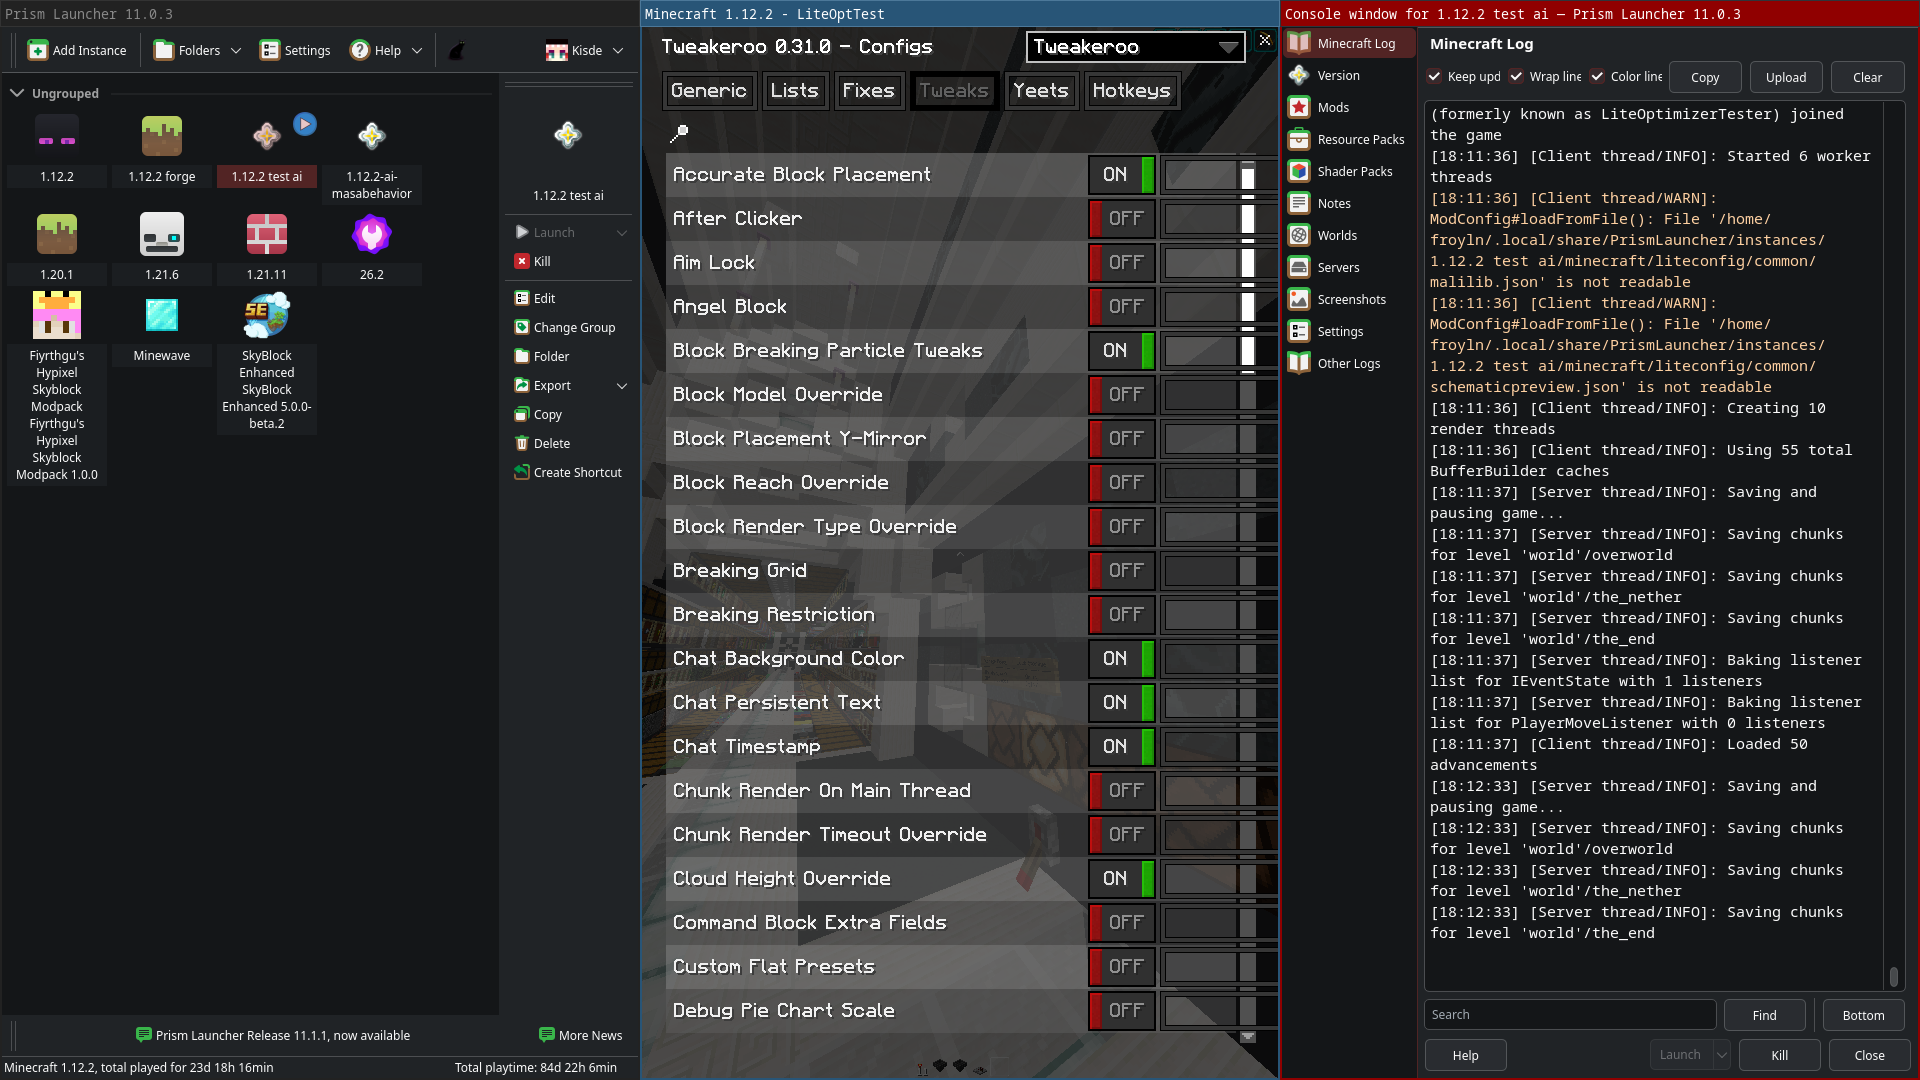 Prism Launcher 11.0.3
Add Instance
Folders
Settings
Help
Kisde
Ungrouped
1.12.2
1.12.2 forge
1.12.2 test ai
1.12.2-ai-
masabehavior
1.20.1
1.21.6
1.21.11
26.2
Fiyrthgu's
Hypixel
Skyblock
Modpack
Fiyrthgu's
Hypixel
Skyblock
Modpack 1.0.0
Minewave
SkyBlock
Enhanced
SkyBlock
Enhanced 5.0.0-
beta.2
1.12.2 test ai
Launch
Kill
Edit
Change Group
Folder
Export
Copy
Delete
Create Shortcut
Prism Launcher Release 11.1.1, now available
More News
Minecraft 1.12.2, total played for 23d 18h 16min
Total playtime: 84d 22h 6min
Minecraft 1.12.2 - LiteOptTest
Tweakeroo 0.31.0 – Configs
Tweakeroo
Generic
Lists
Fixes
Tweaks
Yeets
Hotkeys
Accurate Block Placement ON
After Clicker OFF
Aim Lock OFF
Angel Block OFF
Block Breaking Particle Tweaks ON
Block Model Override OFF
Block Placement Y-Mirror OFF
Block Reach Override OFF
Block Render Type Override OFF
Breaking Grid OFF
Breaking Restriction OFF
Chat Background Color ON
Chat Persistent Text ON
Chat Timestamp ON
Chunk Render On Main Thread OFF
Chunk Render Timeout Override OFF
Cloud Height Override ON
Command Block Extra Fields OFF
Custom Flat Presets OFF
Debug Pie Chart Scale OFF
Console window for 1.12.2 test ai — Prism Launcher 11.0.3
Minecraft Log
Version
Mods
Resource Packs
Shader Packs
Notes
Worlds
Servers
Screenshots
Settings
Other Logs
Minecraft Log
Keep upd
Wrap line
Color line
Copy
Upload
Clear
(formerly known as LiteOptimizerTester) joined
the game
[18:11:36] [Client thread/INFO]: Started 6 worker
threads
[18:11:36] [Client thread/WARN]:
ModConfig#loadFromFile(): File '/home/
froyln/.local/share/PrismLauncher/instances/
1.12.2 test ai/minecraft/liteconfig/common/
malilib.json' is not readable
[18:11:36] [Client thread/WARN]:
ModConfig#loadFromFile(): File '/home/
froyln/.local/share/PrismLauncher/instances/
1.12.2 test ai/minecraft/liteconfig/common/
schematicpreview.json' is not readable
[18:11:36] [Client thread/INFO]: Creating 10
render threads
[18:11:36] [Client thread/INFO]: Using 55 total
BufferBuilder caches
[18:11:37] [Server thread/INFO]: Saving and
pausing game...
[18:11:37] [Server thread/INFO]: Saving chunks
for level 'world'/overworld
[18:11:37] [Server thread/INFO]: Saving chunks
for level 'world'/the_nether
[18:11:37] [Server thread/INFO]: Saving chunks
for level 'world'/the_end
[18:11:37] [Server thread/INFO]: Baking listener
list for IEventState with 1 listeners
[18:11:37] [Server thread/INFO]: Baking listener
list for PlayerMoveListener with 0 listeners
[18:11:37] [Client thread/INFO]: Loaded 50
advancements
[18:12:33] [Server thread/INFO]: Saving and
pausing game...
[18:12:33] [Server thread/INFO]: Saving chunks
for level 'world'/overworld
[18:12:33] [Server thread/INFO]: Saving chunks
for level 'world'/the_nether
[18:12:33] [Server thread/INFO]: Saving chunks
for level 'world'/the_end
Search
Find
Bottom
Help
Launch
Kill
Close